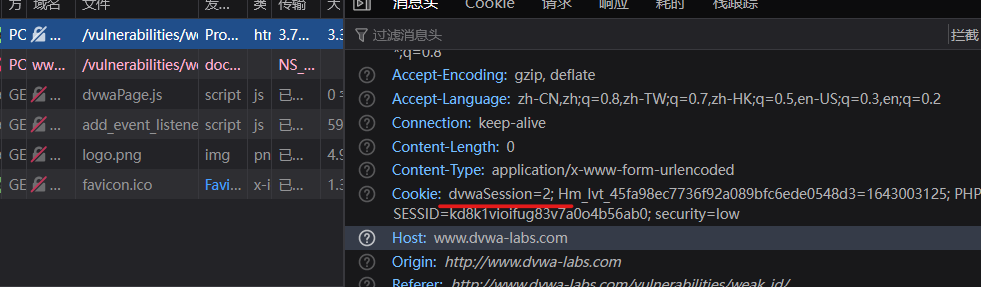 方 域名 文件 发… 类 传输 大
消息头 Cookie 请求 响应 耗时 栈跟踪
过滤消息头 拦截
PC … /vulnerabilities/wea Pro… htr 3.7… 3.3
*;q=0.8
PC ww… /vulnerabilities/we doc… NS_…
Accept-Encoding: gzip, deflate
GE … dvwaPage.js script js 已… 0
Accept-Language: zh-CN,zh;q=0.8,zh-TW;q=0.7,zh-HK;q=0.5,en-US;q=0.3,en;q=0.2
GE … add_event_listene script js 已… 59
Connection: keep-alive
GE … logo.png img pn 已… 4.9
Content-Length: 0
Content-Type: application/x-www-form-urlencoded
GE … favicon.ico Favi… x-i 已… 1.3
Cookie: dvwaSession=2; Hm_lvt_45fa98ec7736f92a089bfc6ede0548d3=1643003125; PHP
SESSID=kd8k1vioifug83v7a0o4b56ab0; security=low
Host: www.dvwa-labs.com
Origin: http://www.dvwa-labs.com
Referer: http://www.dvwa-labs.com/vulnerabilities/weak_id/